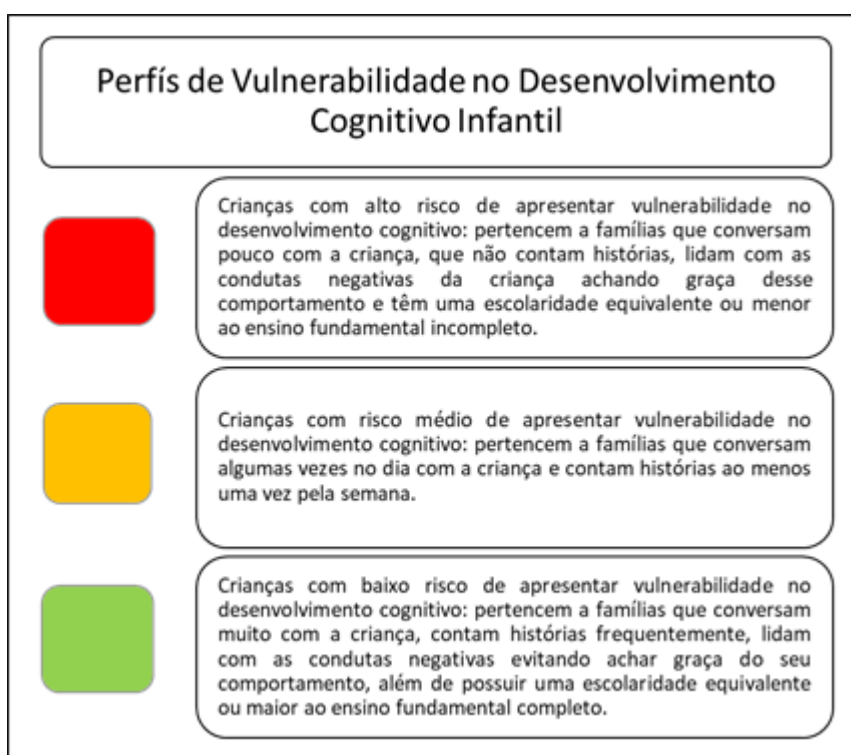 Perfís de Vulnerabilidade no Desenvolvimento
Cognitivo Infantil
Crianças com alto risco de apresentar vulnerabilidade no
desenvolvimento cognitivo: pertencem a famílias que conversam
pouco com a criança, que não contam histórias, lidam com as
condutas negativas da criança achando graça desse
comportamento e têm uma escolaridade equivalente ou menor
ao ensino fundamental incompleto.
Crianças com risco médio de apresentar vulnerabilidade no
desenvolvimento cognitivo: pertencem a famílias que conversam
algumas vezes no dia com a criança e contam histórias ao menos
uma vez pela semana.
Crianças com baixo risco de apresentar vulnerabilidade no
desenvolvimento cognitivo: pertencem a famílias que conversam
muito com a criança, contam histórias frequentemente, lidam
com as condutas negativas evitando achar graça do seu
comportamento, além de possuir uma escolaridade equivalente
ou maior ao ensino fundamental completo.